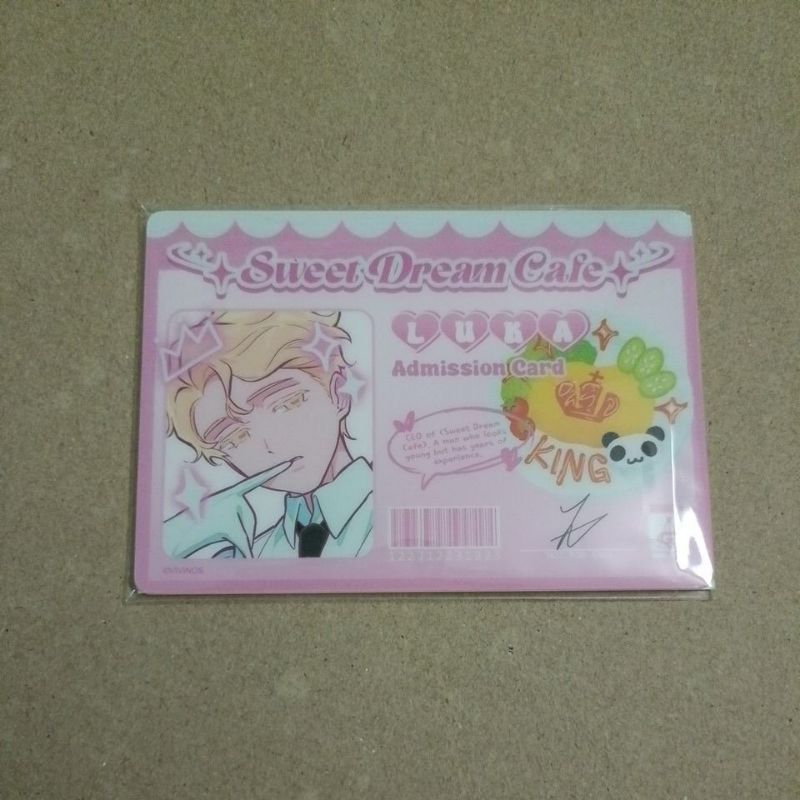 Sweet Dream Cafe
LUKA
Admission Card
CEO of <Sweet Dream
Cafe>. A man who looks
young but has years of
experience.
KING
©VIVINOS